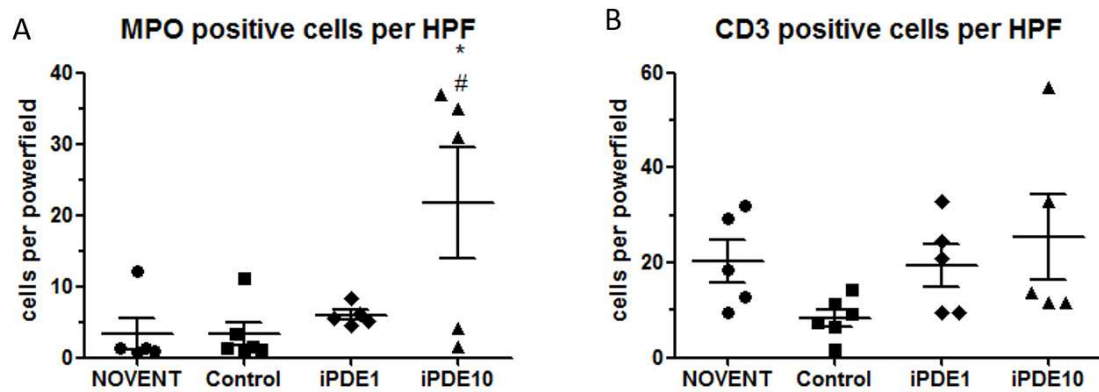 A
MPO positive cells per HPF
*
#
40
30
20
10
0
cells per powerfield
NOVENT Control iPDE1 iPDE10
B
CD3 positive cells per HPF
60
40
20
0
cells per powerfield
NOVENT Control iPDE1 iPDE10